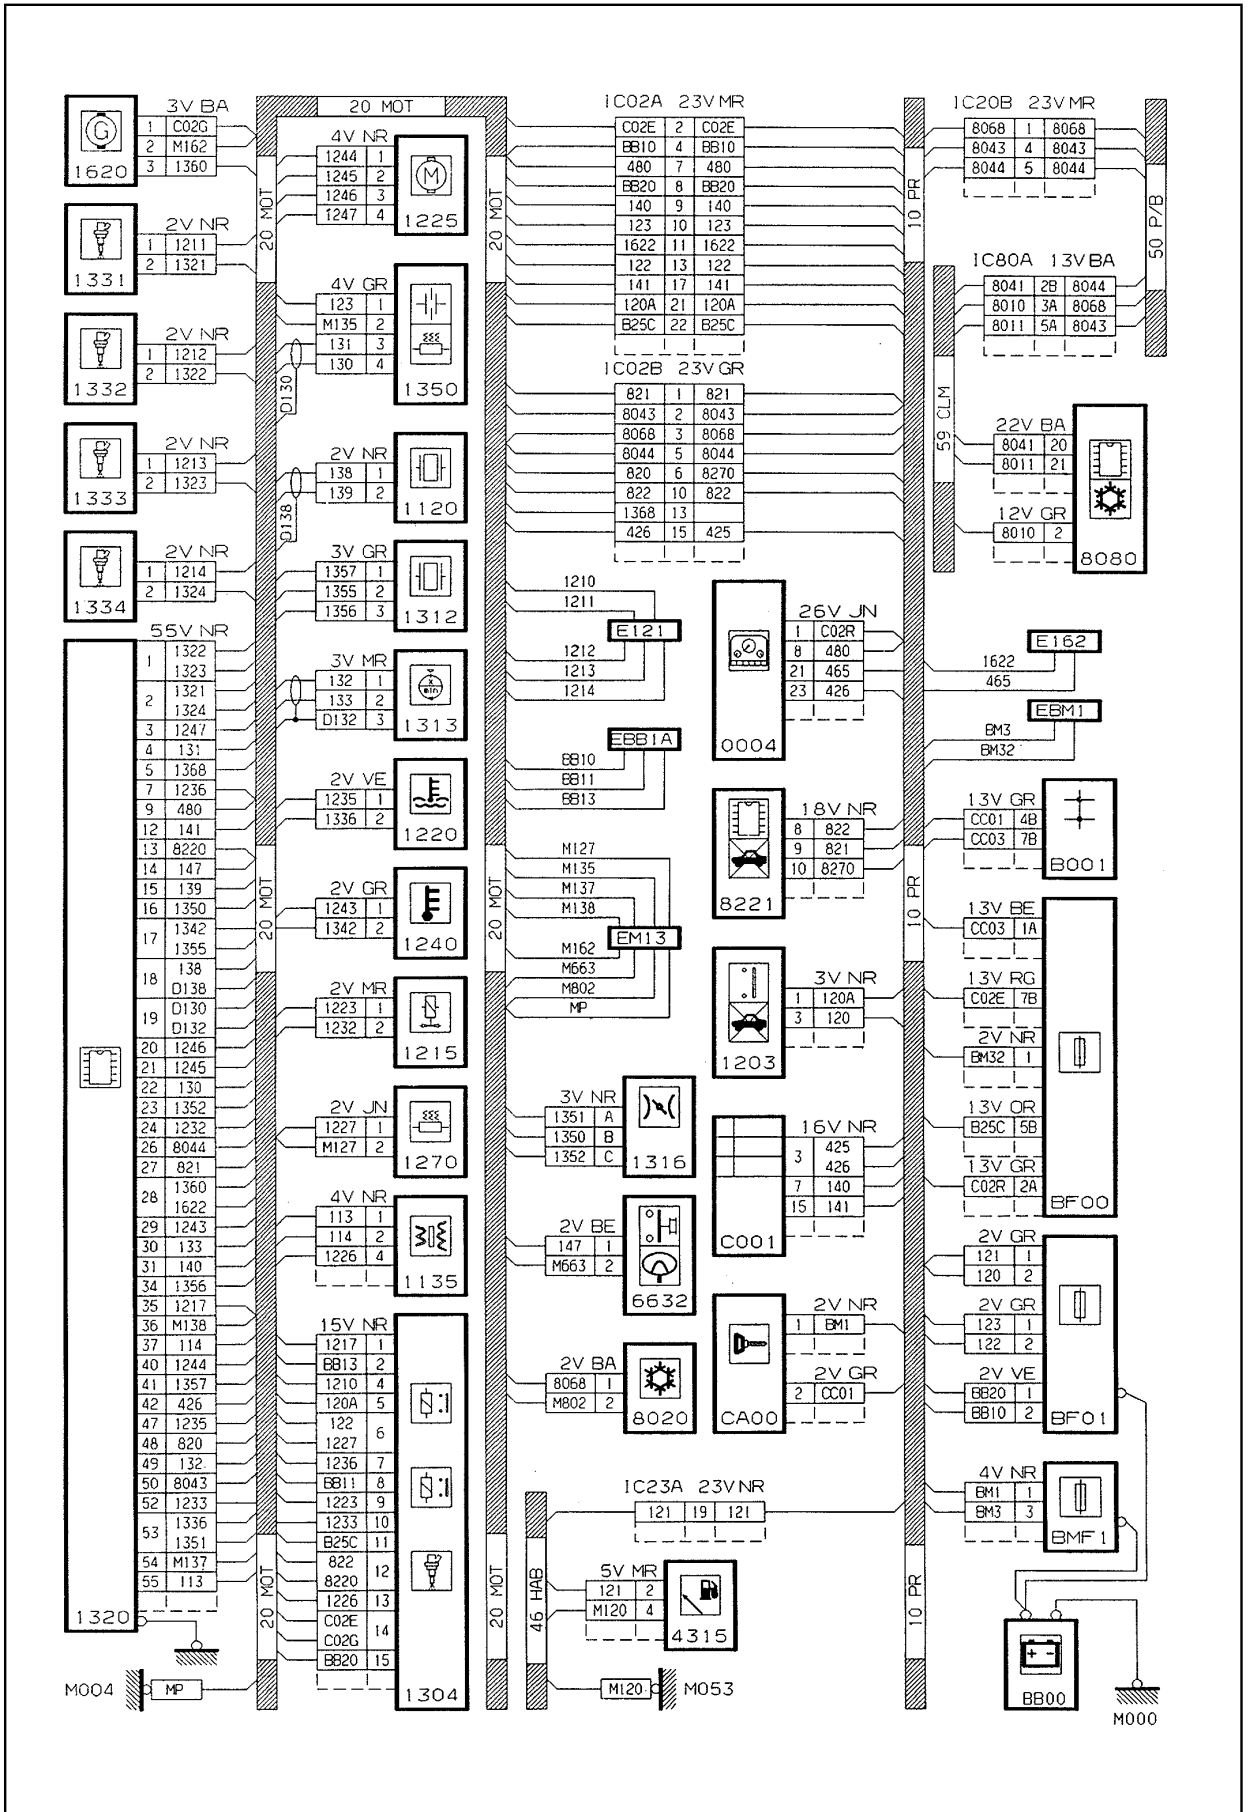 20 MOT
3V BA
1 C02G
2 M162
3 1360
1620
2V NR
1 1211
2 1321
1331
2V NR
1 1212
2 1322
1332
2V NR
1 1213
2 1323
1333
2V NR
1 1214
2 1324
1334
55V NR
1 1322
1323
2 1321
1324
3 1247
4 131
5 1368
7 1236
9 480
12 141
13 8220
14 147
15 139
16 1350
17 1342
1355
18 138
D138
19 D130
D132
20 1246
21 1245
22 130
23 1352
24 1232
26 8044
27 821
28 1360
1622
29 1243
30 133
31 140
34 1356
35 1217
36 M138
37 114
40 1244
41 1357
42 426
47 1235
48 820
49 132
50 8043
52 1233
53 1336
1351
54 M137
55 113
1320
M004
MP
20 MOT
20 MOT
20 MOT
4V NR
1244 1
1245 2
1246 3
1247 4
M
1225
4V GR
123 1
M135 2
131 3
130 4
1350
D130
2V NR
138 1
139 2
1120
D138
3V GR
1357 1
1355 2
1356 3
1312
3V MR
132 1
133 2
D132 3
x
min
1313
2V VE
1235 1
1336 2
1220
2V GR
1243 1
1342 2
1240
2V MR
1223 1
1232 2
1215
2V JN
1227 1
M127 2
1270
4V NR
113 1
114 2
1226 4
1135
15V NR
1217 1
BB13 2
1210 4
120A 5
122 6
1227
1236 7
BB11 8
1223 9
1233 10
B25C 11
822 12
8220
1226 13
C02E 14
C02G
BB20 15
1304
20 MOT
20 MOT
20 MOT
IC02A 23V MR
C02E 2 C02E
BB10 4 BB10
480 7 480
BB20 8 BB20
140 9 140
123 10 123
1622 11 1622
122 13 122
141 17 141
120A 21 120A
B25C 22 B25C
IC02B 23V GR
821 1 821
8043 2 8043
8068 3 8068
8044 5 8044
820 6 8270
822 10 822
1368 13
426 15 425
1210
1211
E121
1212
1213
1214
EBB1A
BB10
BB11
BB13
M127
M135
M137
M138
EM13
M162
M663
M802
MP
3V NR
1351 A
1350 B
1352 C
1316
2V BE
147 1
M663 2
6632
2V BA
8068 1
M802 2
8020
IC23A 23V NR
121 19 121
46 HAB
5V MR
121 2
M120 4
4315
M120
M053
26V JN
1 C02R
8 480
21 465
23 426
0004
18V NR
8 822
9 821
10 8270
8221
3V NR
1 120A
3 120
1203
16V NR
3 425
426
7 140
15 141
C001
2V NR
1 BM1
2V GR
2 CC01
CA00
10 PR
10 PR
10 PR
IC20B 23V MR
8068 1 8068
8043 4 8043
8044 5 8044
50 P/B
IC80A 13V BA
8041 2B 8044
8010 3A 8068
8011 5A 8043
59 CLM
22V BA
8041 20
8011 21
12V GR
8010 2
8080
E162
1622
465
EBM1
BM3
BM32
13V GR
CC01 4B
CC03 7B
B001
13V BE
CC03 1A
13V RG
C02E 7B
2V NR
BM32 1
13V OR
B25C 5B
13V GR
C02R 2A
BF00
2V GR
121 1
120 2
2V GR
123 1
122 2
2V VE
BB20 1
BB10 2
BF01
4V NR
BM1 1
BM3 3
BMF1
+ -
BB00
M000
G